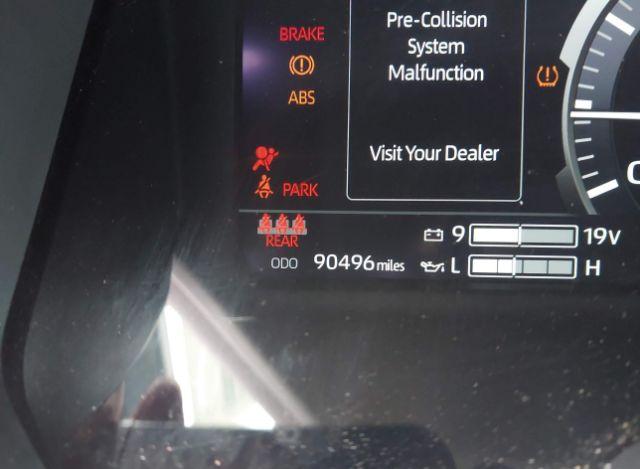 BRAKE
Pre-Collision
System
Malfunction
ABS
Visit Your Dealer
PARK
REAR
9 19V
ODO 90496 miles
L H